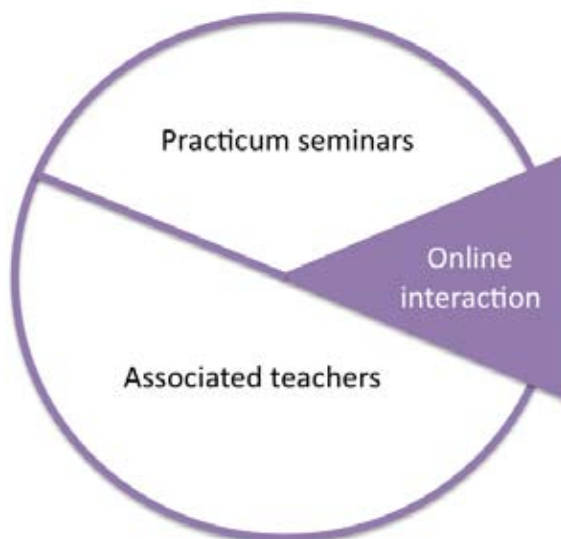 Practicum seminars
Online
interaction
Associated teachers